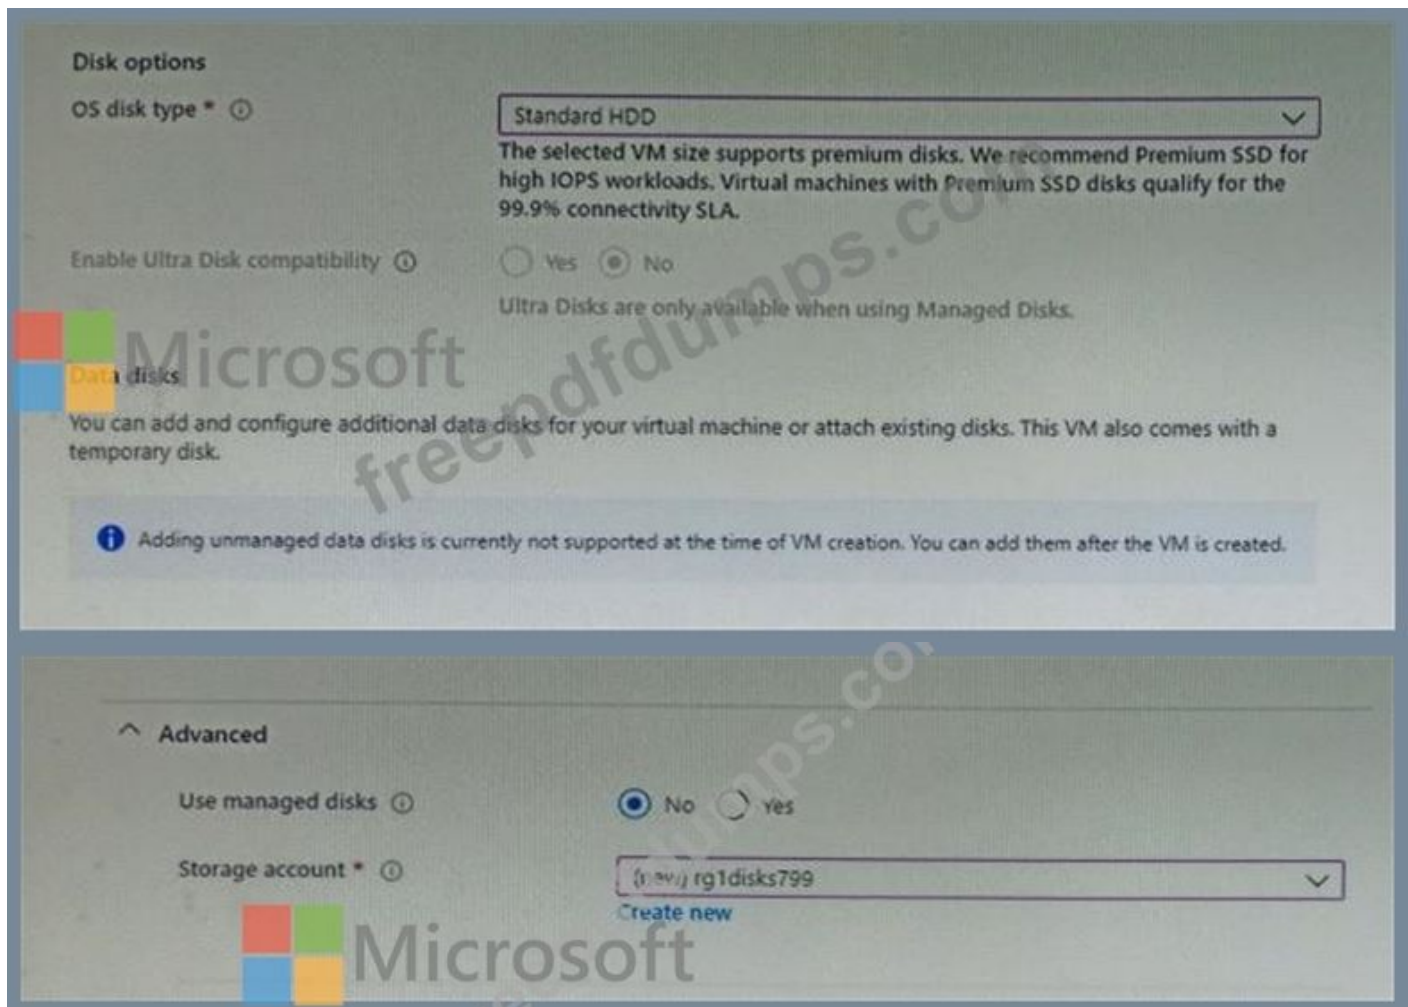 Disk options
OS disk type *
Standard HDD
The selected VM size supports premium disks. We recommend Premium SSD for
high IOPS workloads. Virtual machines with Premium SSD disks qualify for the
99.9% connectivity SLA.
Enable Ultra Disk compatibility
Yes No
Ultra Disks are only available when using Managed Disks.
Microsoft
Data disks
freepdfdumps.com
You can add and configure additional data disks for your virtual machine or attach existing disks. This VM also comes with a
temporary disk.
Adding unmanaged data disks is currently not supported at the time of VM creation. You can add them after the VM is created.
Advanced
Use managed disks
No Yes
Storage account *
(new) rg1disks799
Create new
Microsoft